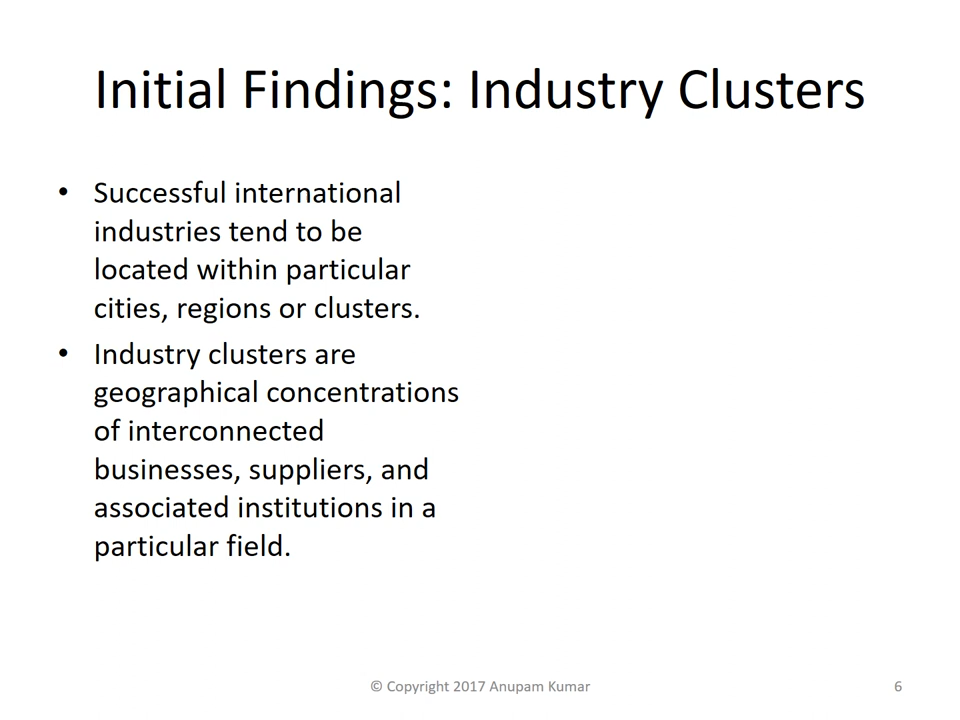 Initial Findings: Industry Clusters
• Successful international
industries tend to be
located within particular
cities, regions or clusters.
• Industry clusters are
geographical concentrations
of interconnected
businesses, suppliers, and
associated institutions in a
particular field.
© Copyright 2017 Anupam Kumar
6